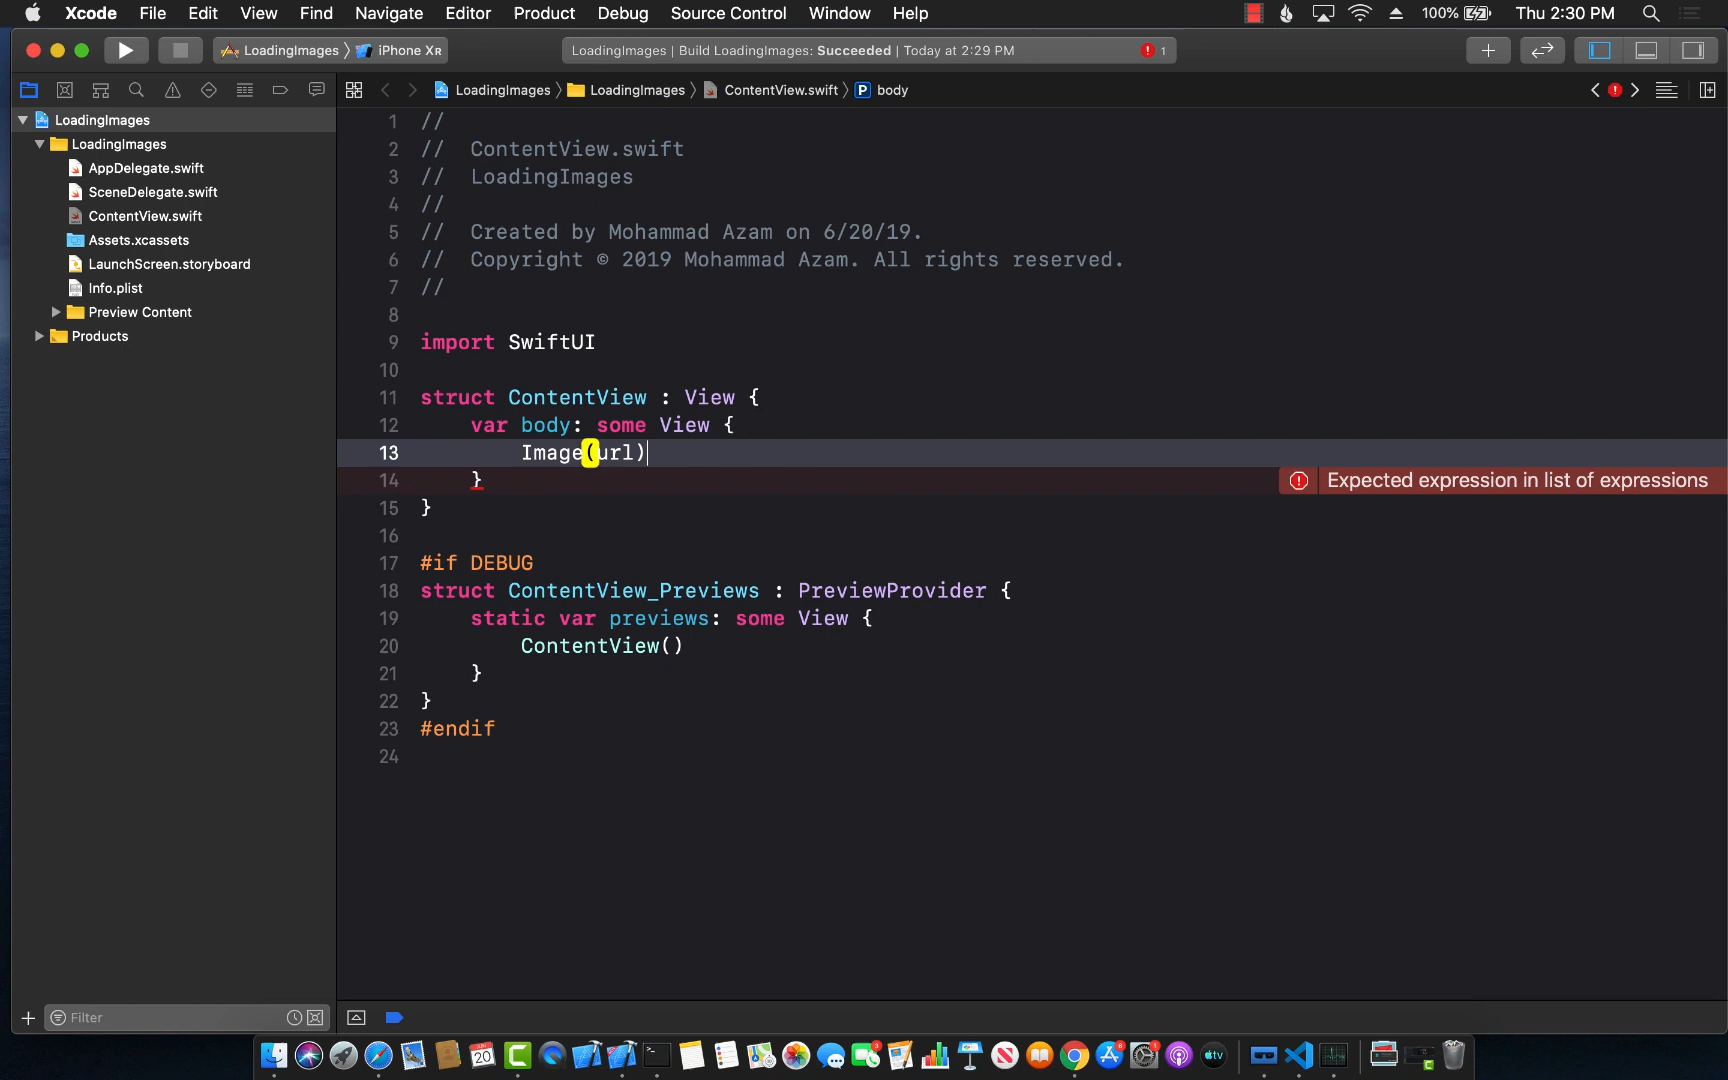 Xcode File Edit View Find Navigate Editor Product Debug Source Control Window Help 100% Thu 2:30 PM
LoadingImages 〉 iPhone XR LoadingImages | Build LoadingImages: Succeeded | Today at 2:29 PM 1
LoadingImages 〉 LoadingImages 〉 ContentView.swift 〉 P body
LoadingImages
LoadingImages
AppDelegate.swift
SceneDelegate.swift
ContentView.swift
Assets.xcassets
LaunchScreen.storyboard
Info.plist
Preview Content
Products
1 //
2 // ContentView.swift
3 // LoadingImages
4 //
5 // Created by Mohammad Azam on 6/20/19.
6 // Copyright © 2019 Mohammad Azam. All rights reserved.
7 //
8
9 import SwiftUI
10
11 struct ContentView : View {
12 var body: some View {
13 Image(url)
14 } Expected expression in list of expressions
15 }
16
17 #if DEBUG
18 struct ContentView_Previews : PreviewProvider {
19 static var previews: some View {
20 ContentView()
21 }
22 }
23 #endif
24
Filter
20
3
6
1
tv